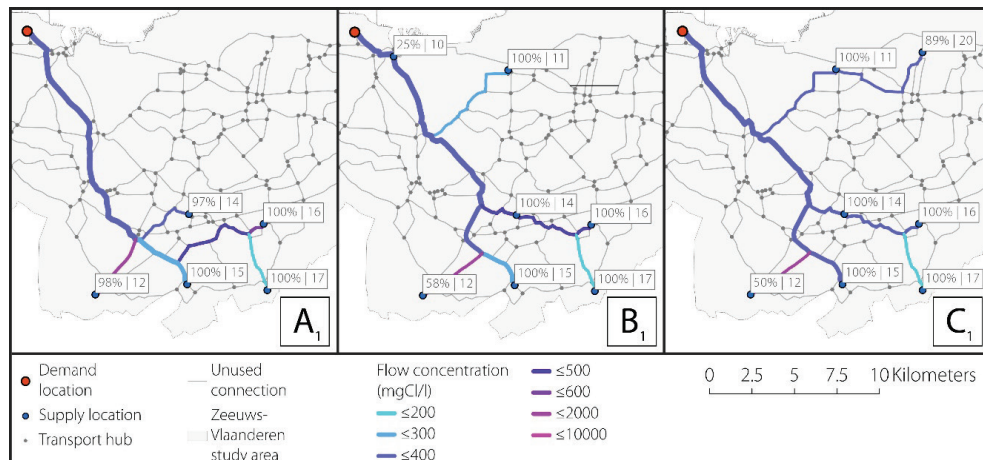 25% | 10
100% | 11
97% | 14
100% | 16
98% | 12
100% | 15
100% | 17
A1
100% | 11
100% | 14
100% | 16
58% | 12
100% | 15
100% | 17
B1
89% | 20
100% | 11
100% | 14
100% | 16
50% | 12
100% | 15
100% | 17
C1
Demand
location
Supply location
Transport hub
Unused
connection
Zeeuws-
Vlaanderen
study area
Flow concentration
(mgCl/l)
≤200
≤300
≤400
≤500
≤600
≤2000
≤10000
0 2.5 5 7.5 10 Kilometers